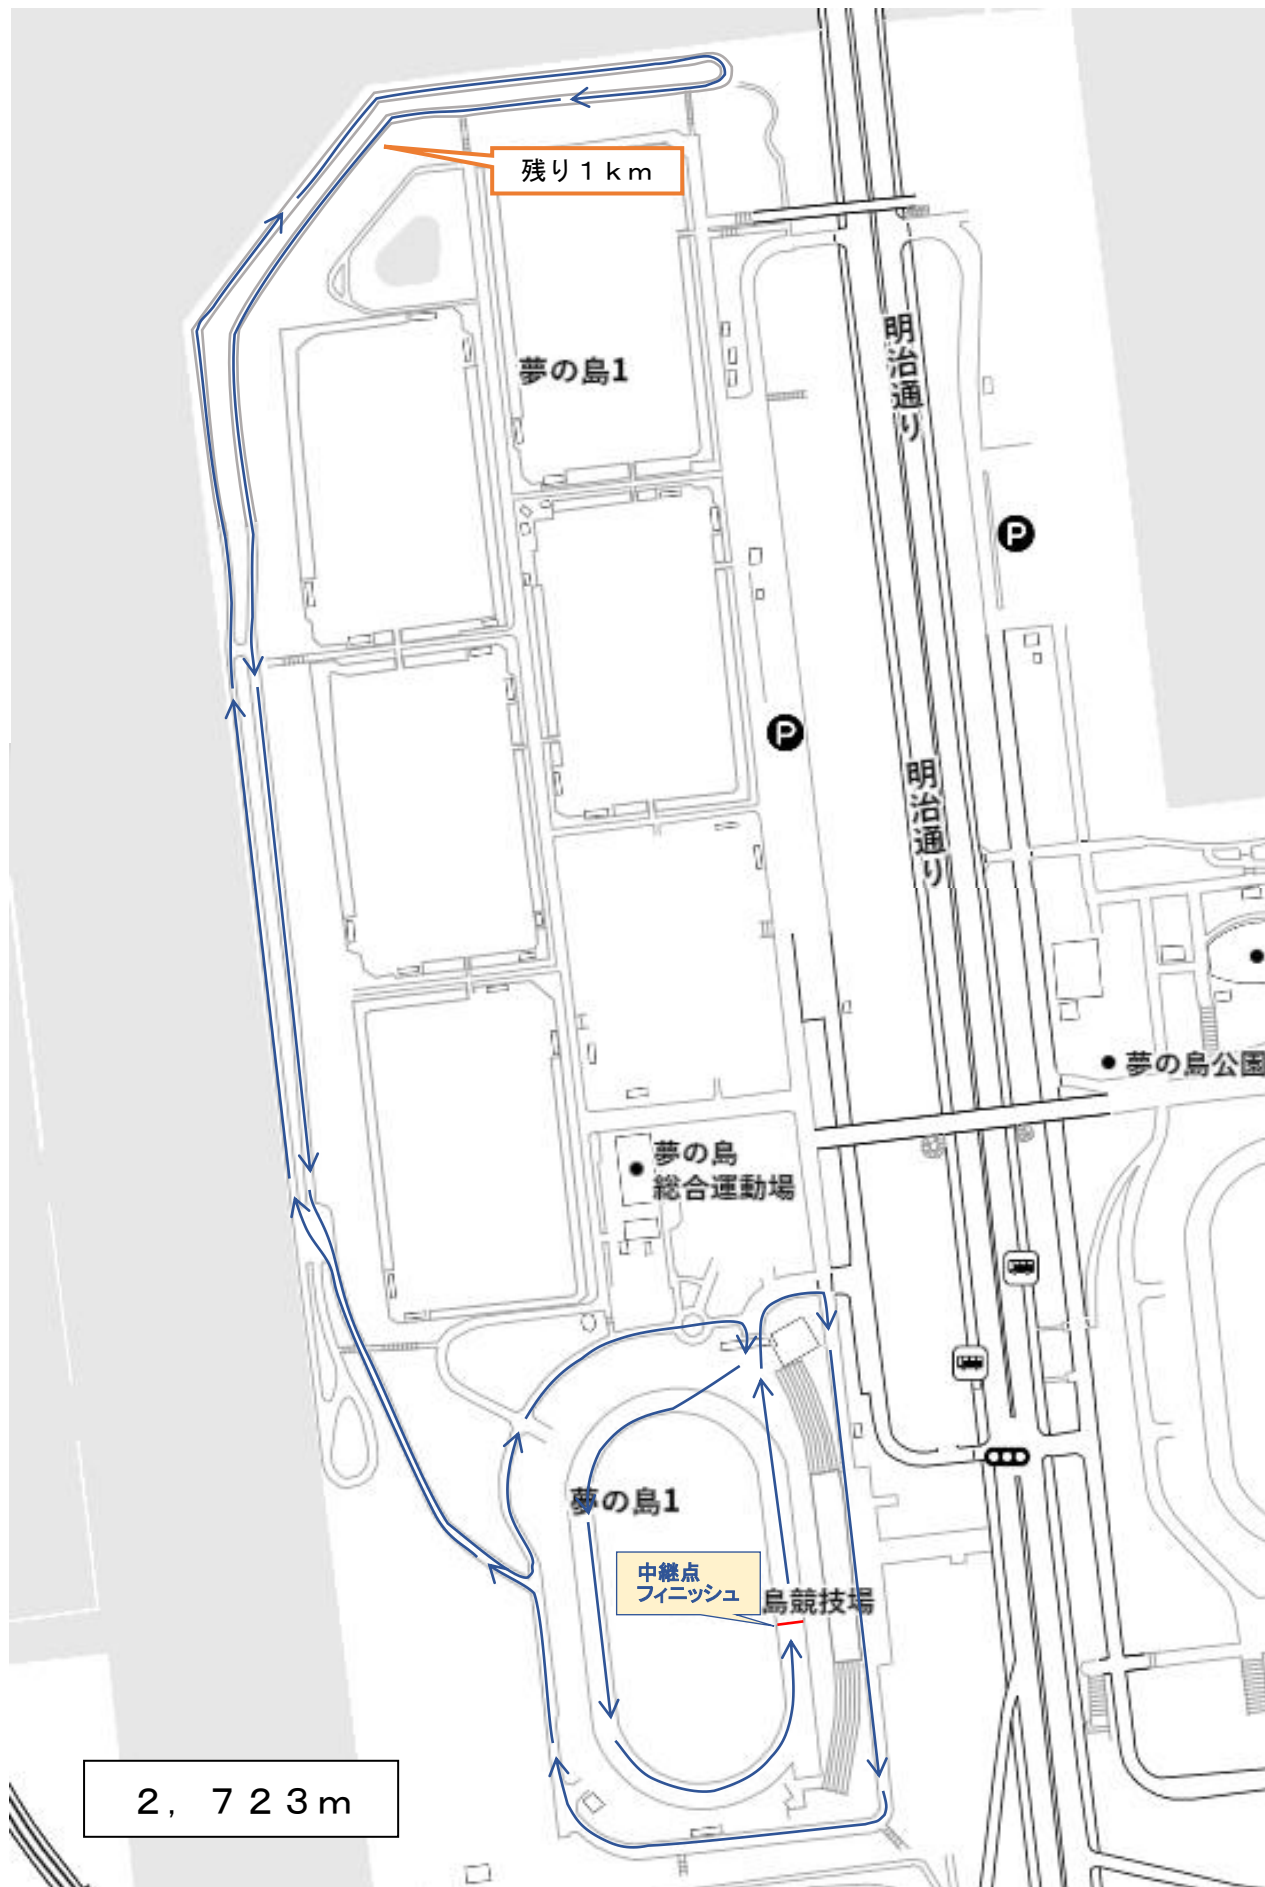 残り１ｋｍ
夢の島1
明治通り
P
P
明治通り
夢の島公園
夢の島
総合運動場
夢の島1
中継点
フィニッシュ
島競技場
２，７２３ｍ